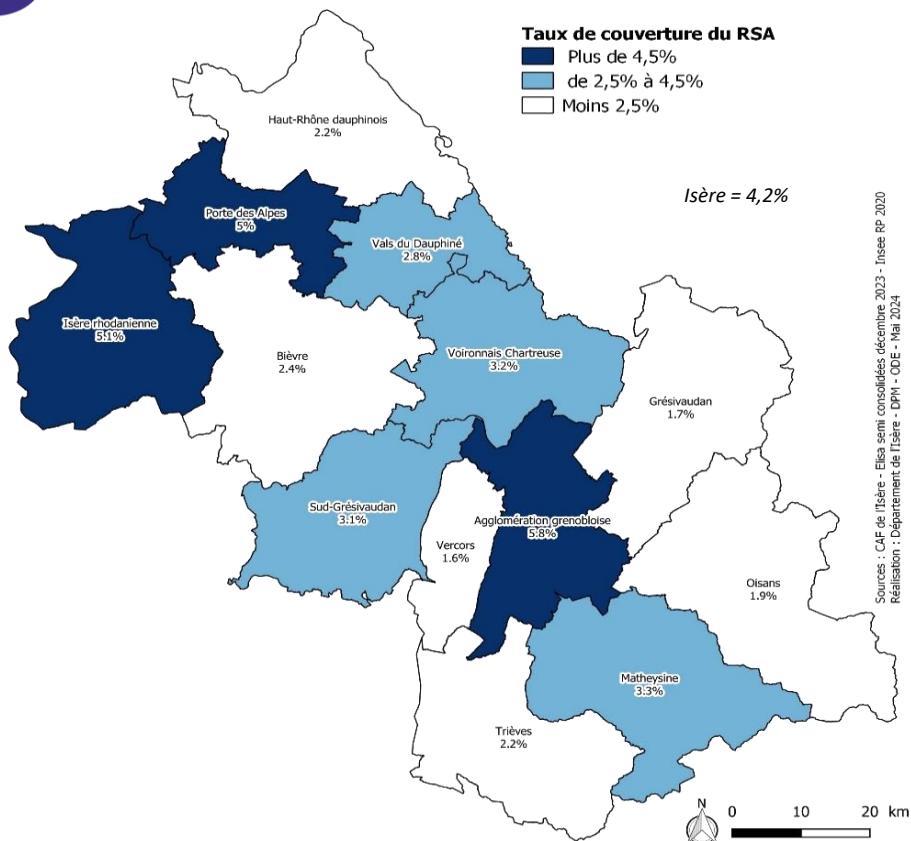 Taux de couverture du RSA
Plus de 4,5%
de 2,5% à 4,5%
Moins 2,5%
Isère = 4,2%
Haut-Rhône dauphinois
2.2%
Porte des Alpes
5%
Vals du Dauphiné
2.8%
Isère rhodanienne
5.1%
Bièvre
2.4%
Voironnais Chartreuse
3.2%
Grésivaudan
1.7%
Sud-Grésivaudan
3.1%
Agglomération grenobloise
5.8%
Vercors
1.6%
Oisans
1.9%
Matheysine
3.3%
Trièves
2.2%
N
0 10 20 km
Sources : CAF de l'Isère - Elisa semi consolidées décembre 2023 - Insee RP 2020
Réalisation : Département de l'Isère - DPM - ODE - Mai 2024